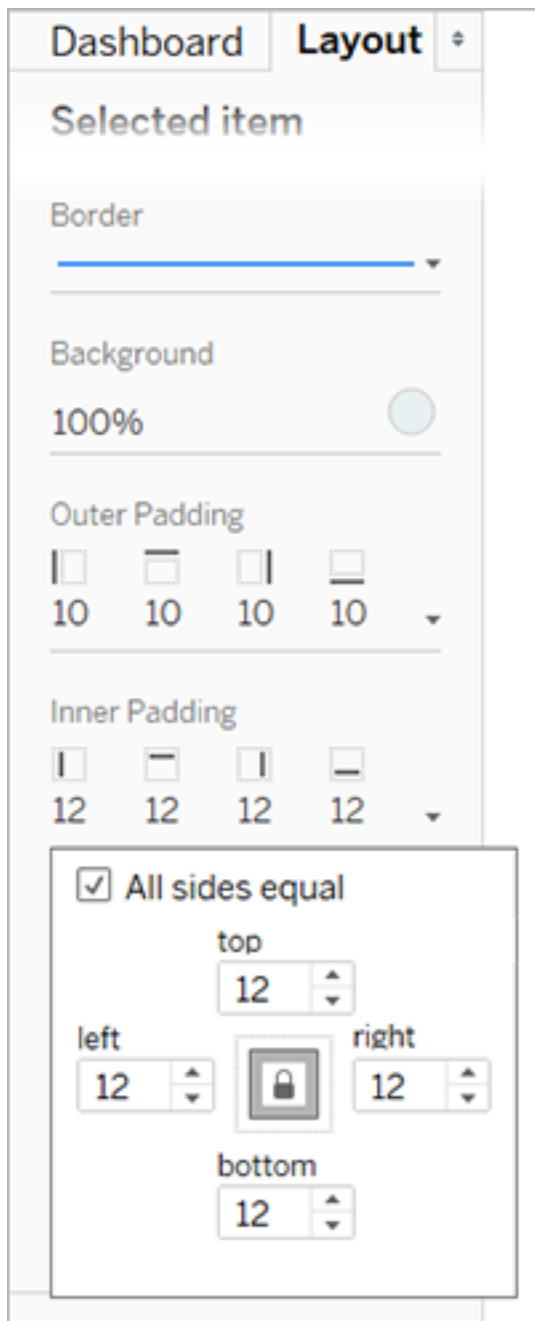 Dashboard Layout
Selected item
Border
Background
100%
Outer Padding
10 10 10 10
Inner Padding
12 12 12 12
All sides equal
top
12
left right
12 12
bottom
12